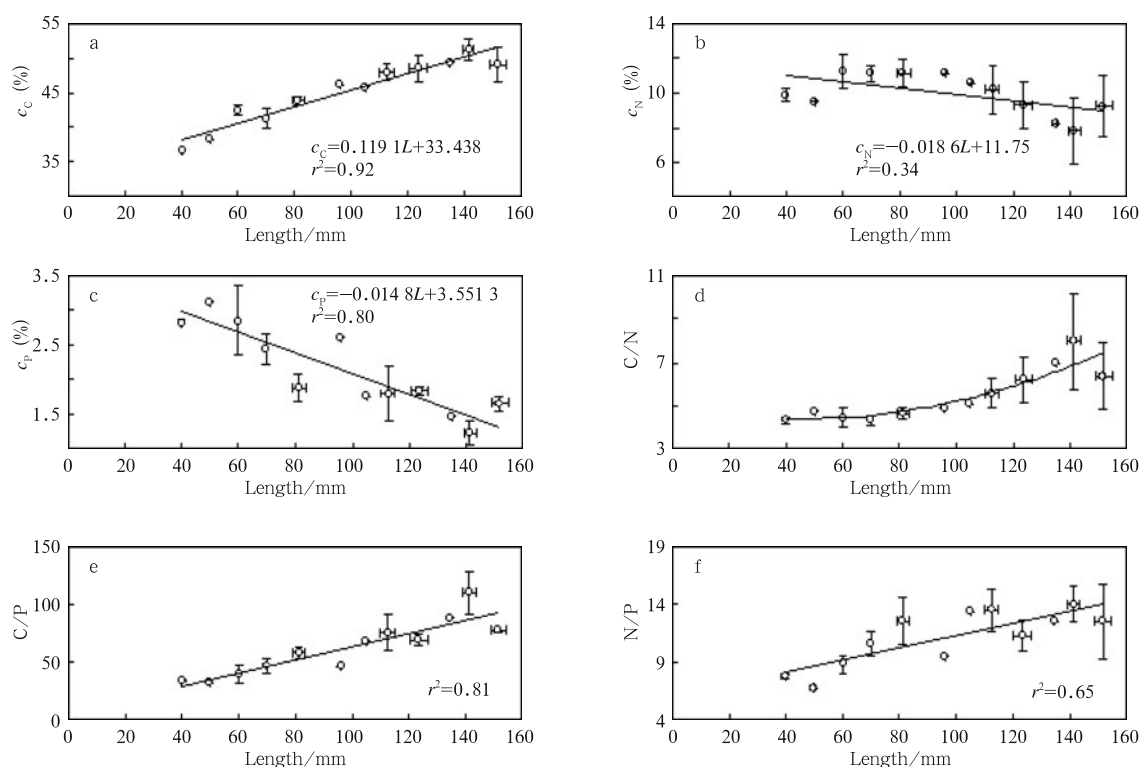 a
c_C (%)
55
45
35
c_C=0.119 1L+33.438
r²=0.92
0 20 40 60 80 100 120 140 160
Length/mm
b
c_N (%)
14
10
6
c_N=-0.018 6L+11.75
r²=0.34
0 20 40 60 80 100 120 140 160
Length/mm
c
c_P (%)
3.5
2.5
1.5
c_P=-0.014 8L+3.551 3
r²=0.80
0 20 40 60 80 100 120 140 160
Length/mm
d
C/N
11
7
3
0 20 40 60 80 100 120 140 160
Length/mm
e
C/P
150
100
50
0
r²=0.81
0 20 40 60 80 100 120 140 160
Length/mm
f
N/P
19
14
9
4
r²=0.65
0 20 40 60 80 100 120 140 160
Length/mm